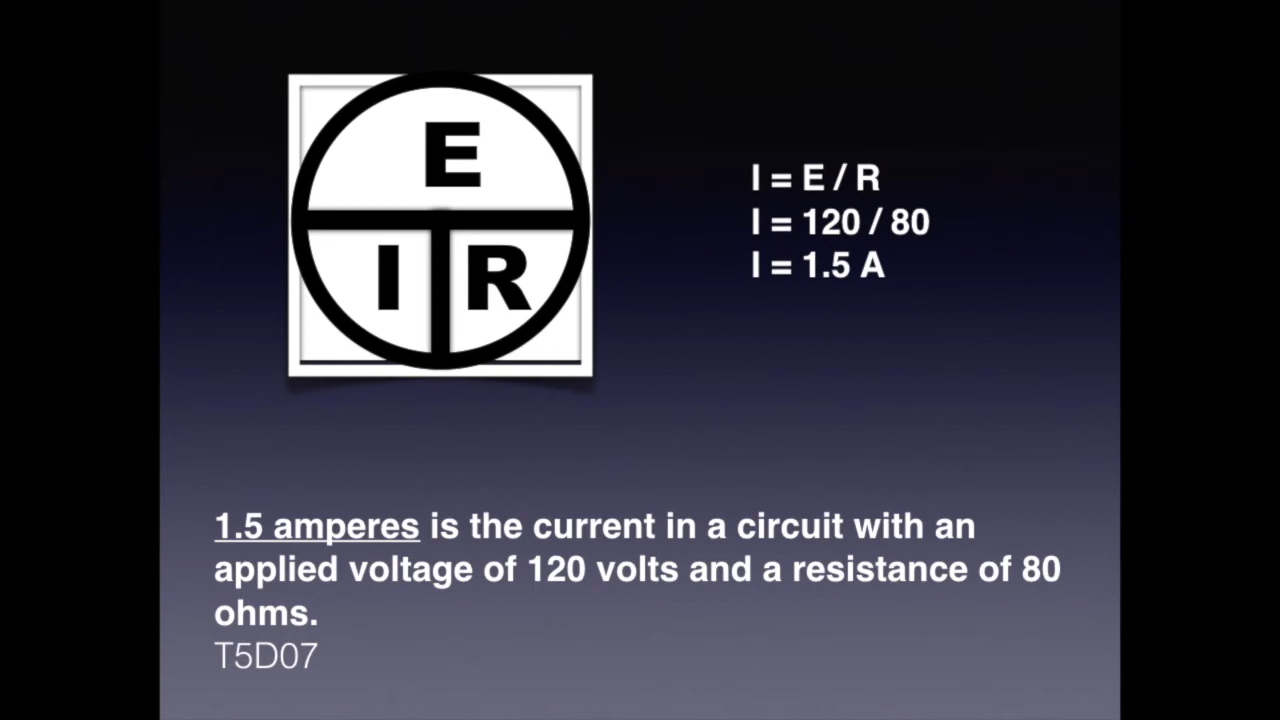 E
I R
I = E / R
I = 120 / 80
I = 1.5 A
1.5 amperes is the current in a circuit with an
applied voltage of 120 volts and a resistance of 80
ohms.
T5D07